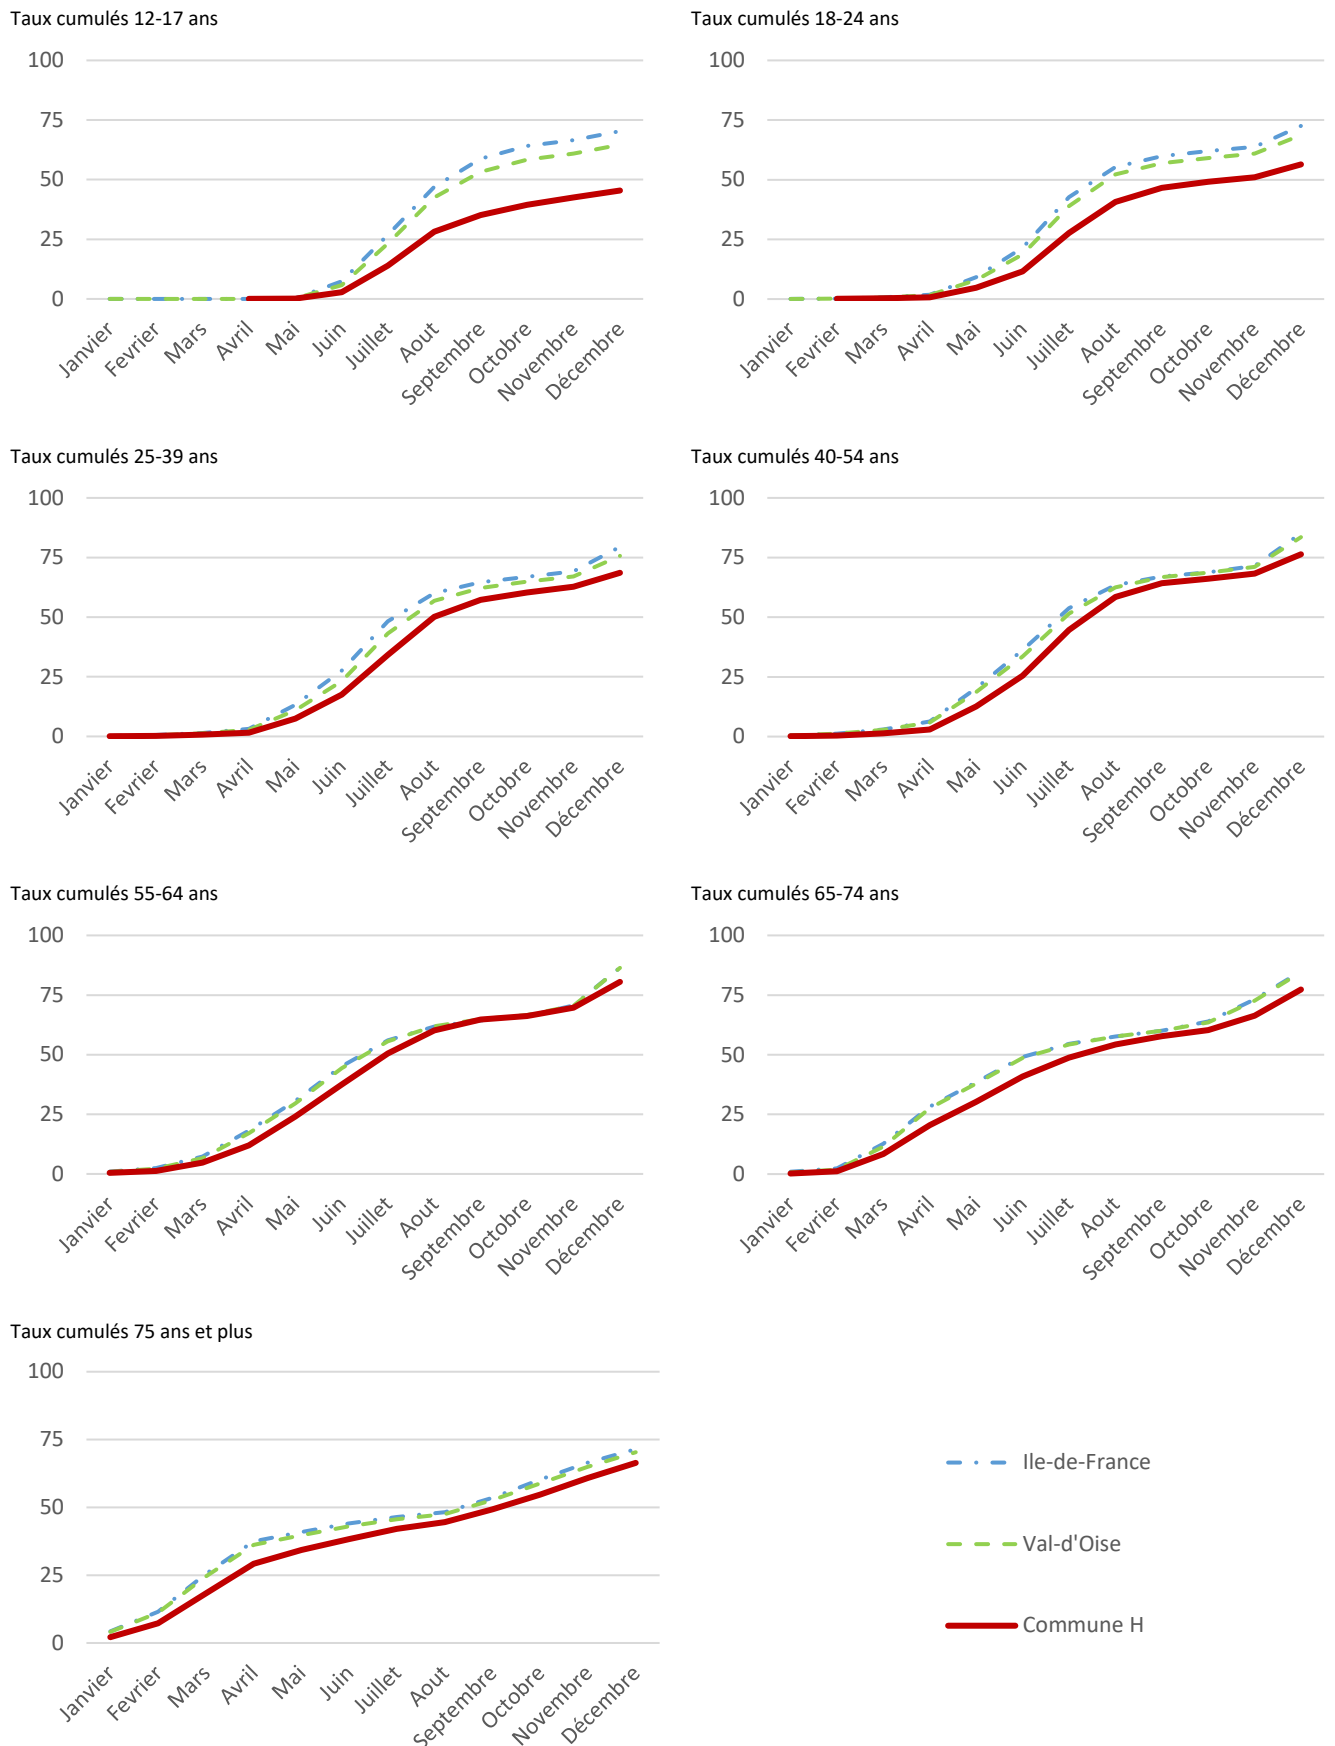 Taux cumulés 12-17 ans
100
75
50
25
0
Janvier
Fevrier
Mars
Avril
Mai
Juin
Juillet
Aout
Septembre
Octobre
Novembre
Décembre
Taux cumulés 18-24 ans
100
75
50
25
0
Janvier
Fevrier
Mars
Avril
Mai
Juin
Juillet
Aout
Septembre
Octobre
Novembre
Décembre
Taux cumulés 25-39 ans
100
75
50
25
0
Janvier
Fevrier
Mars
Avril
Mai
Juin
Juillet
Aout
Septembre
Octobre
Novembre
Décembre
Taux cumulés 40-54 ans
100
75
50
25
0
Janvier
Fevrier
Mars
Avril
Mai
Juin
Juillet
Aout
Septembre
Octobre
Novembre
Décembre
Taux cumulés 55-64 ans
100
75
50
25
0
Janvier
Fevrier
Mars
Avril
Mai
Juin
Juillet
Aout
Septembre
Octobre
Novembre
Décembre
Taux cumulés 65-74 ans
100
75
50
25
0
Janvier
Fevrier
Mars
Avril
Mai
Juin
Juillet
Aout
Septembre
Octobre
Novembre
Décembre
Taux cumulés 75 ans et plus
100
75
50
25
0
Janvier
Fevrier
Mars
Avril
Mai
Juin
Juillet
Aout
Septembre
Octobre
Novembre
Décembre
Ile-de-France
Val-d'Oise
Commune H